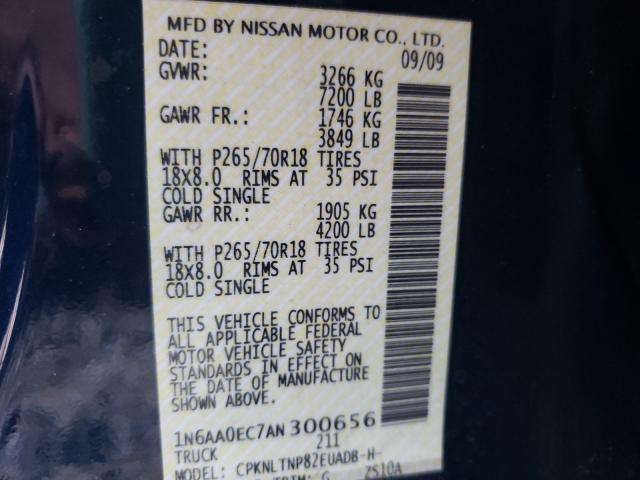 MFD BY NISSAN MOTOR CO., LTD.
DATE: 09/09
GVWR: 3266 KG
7200 LB
GAWR FR.: 1746 KG
3849 LB
WITH P265/70R18 TIRES
18X8.0 RIMS AT 35 PSI
COLD SINGLE
GAWR RR.: 1905 KG
4200 LB
WITH P265/70R18 TIRES
18X8.0 RIMS AT 35 PSI
COLD SINGLE
THIS VEHICLE CONFORMS TO
ALL APPLICABLE FEDERAL
MOTOR VEHICLE SAFETY
STANDARDS IN EFFECT ON
THE DATE OF MANUFACTURE
SHOWN ABOVE.
1N6AA0EC7AN300656
TRUCK 211
MODEL: CPKNLTNP82EUADB-H-
TRIM: G ZS10A